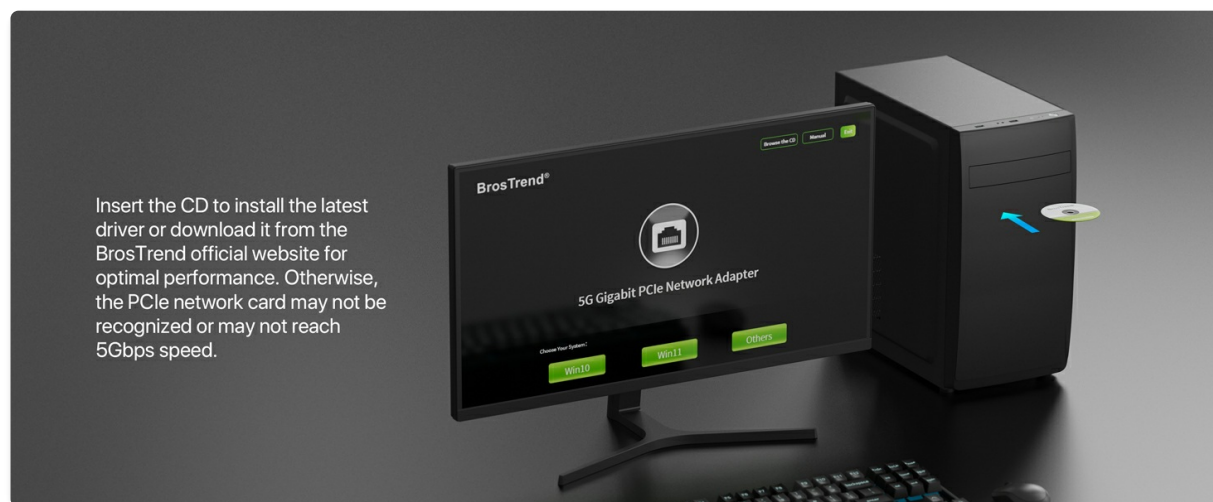 Insert the CD to install the latest
driver or download it from the
BrosTrend official website for
optimal performance. Otherwise,
the PCIe network card may not be
recognized or may not reach
5Gbps speed.
Browse the CD
Manual
Exit
BrosTrend®
5G Gigabit PCIe Network Adapter
Choose Your System:
Win10
Win11
Others